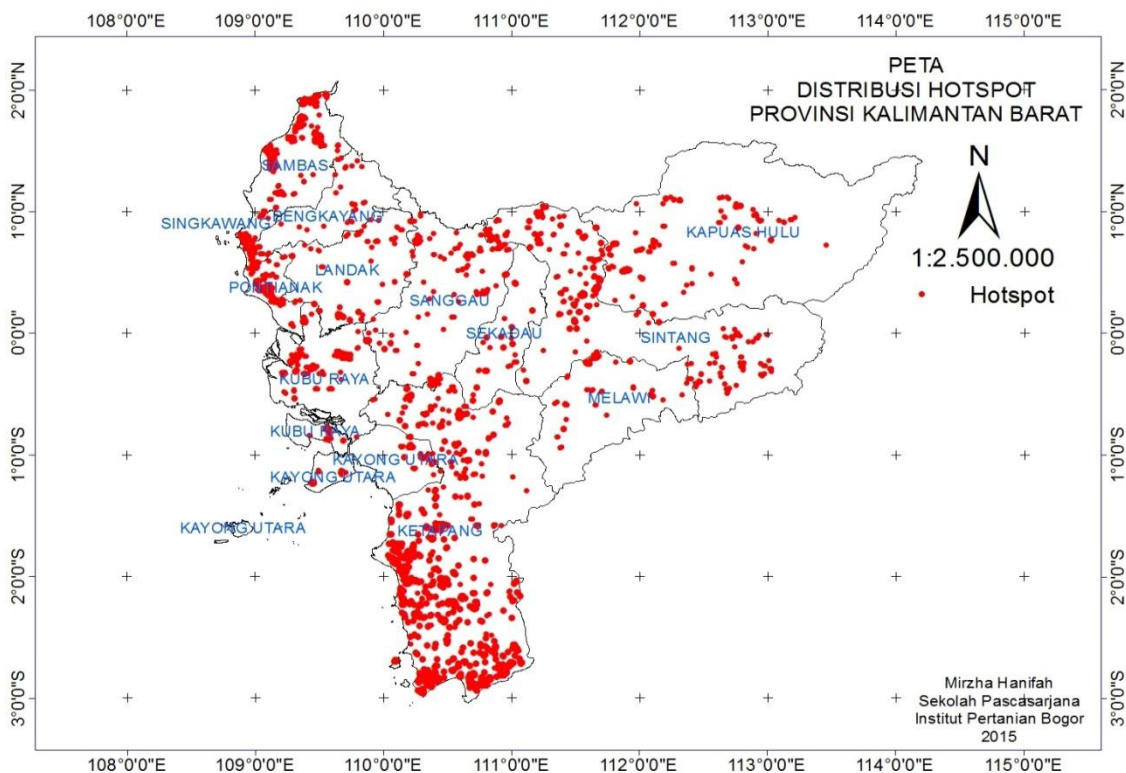 108°0'0"E 109°0'0"E 110°0'0"E 111°0'0"E 112°0'0"E 113°0'0"E 114°0'0"E 115°0'0"E
PETA
DISTRIBUSI HOTSPOT
PROVINSI KALIMANTAN BARAT
N
1:2.500.000
Hotspot
2°0'0"N
1°0'0"N
0°0'0"
1°0'0"S
2°0'0"S
3°0'0"S
SAMBAS
SINGKAWANG
BENGKAYANG
KAPUAS HULU
LANDAK
PONTIANAK
SANGGAU
SEKADAU
SINTANG
KUBU RAYA
MELAWI
KUBU RAYA
KAYONG UTARA
KAYONG UTARA
KAYONG UTARA
KETAPANG
2°0'0"N
1°0'0"N
0°0'0"
1°0'0"S
2°0'0"S
3°0'0"S
Mirzha Hanifah
Sekolah Pascasarjana
Institut Pertanian Bogor
2015
108°0'0"E 109°0'0"E 110°0'0"E 111°0'0"E 112°0'0"E 113°0'0"E 114°0'0"E 115°0'0"E